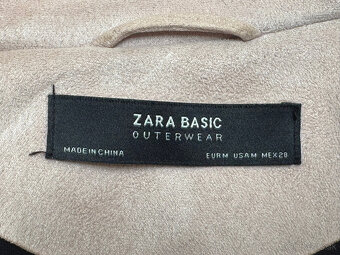 ZARA BASIC
OUTERWEAR
MADE IN CHINA
EUR M USA M MEX 28